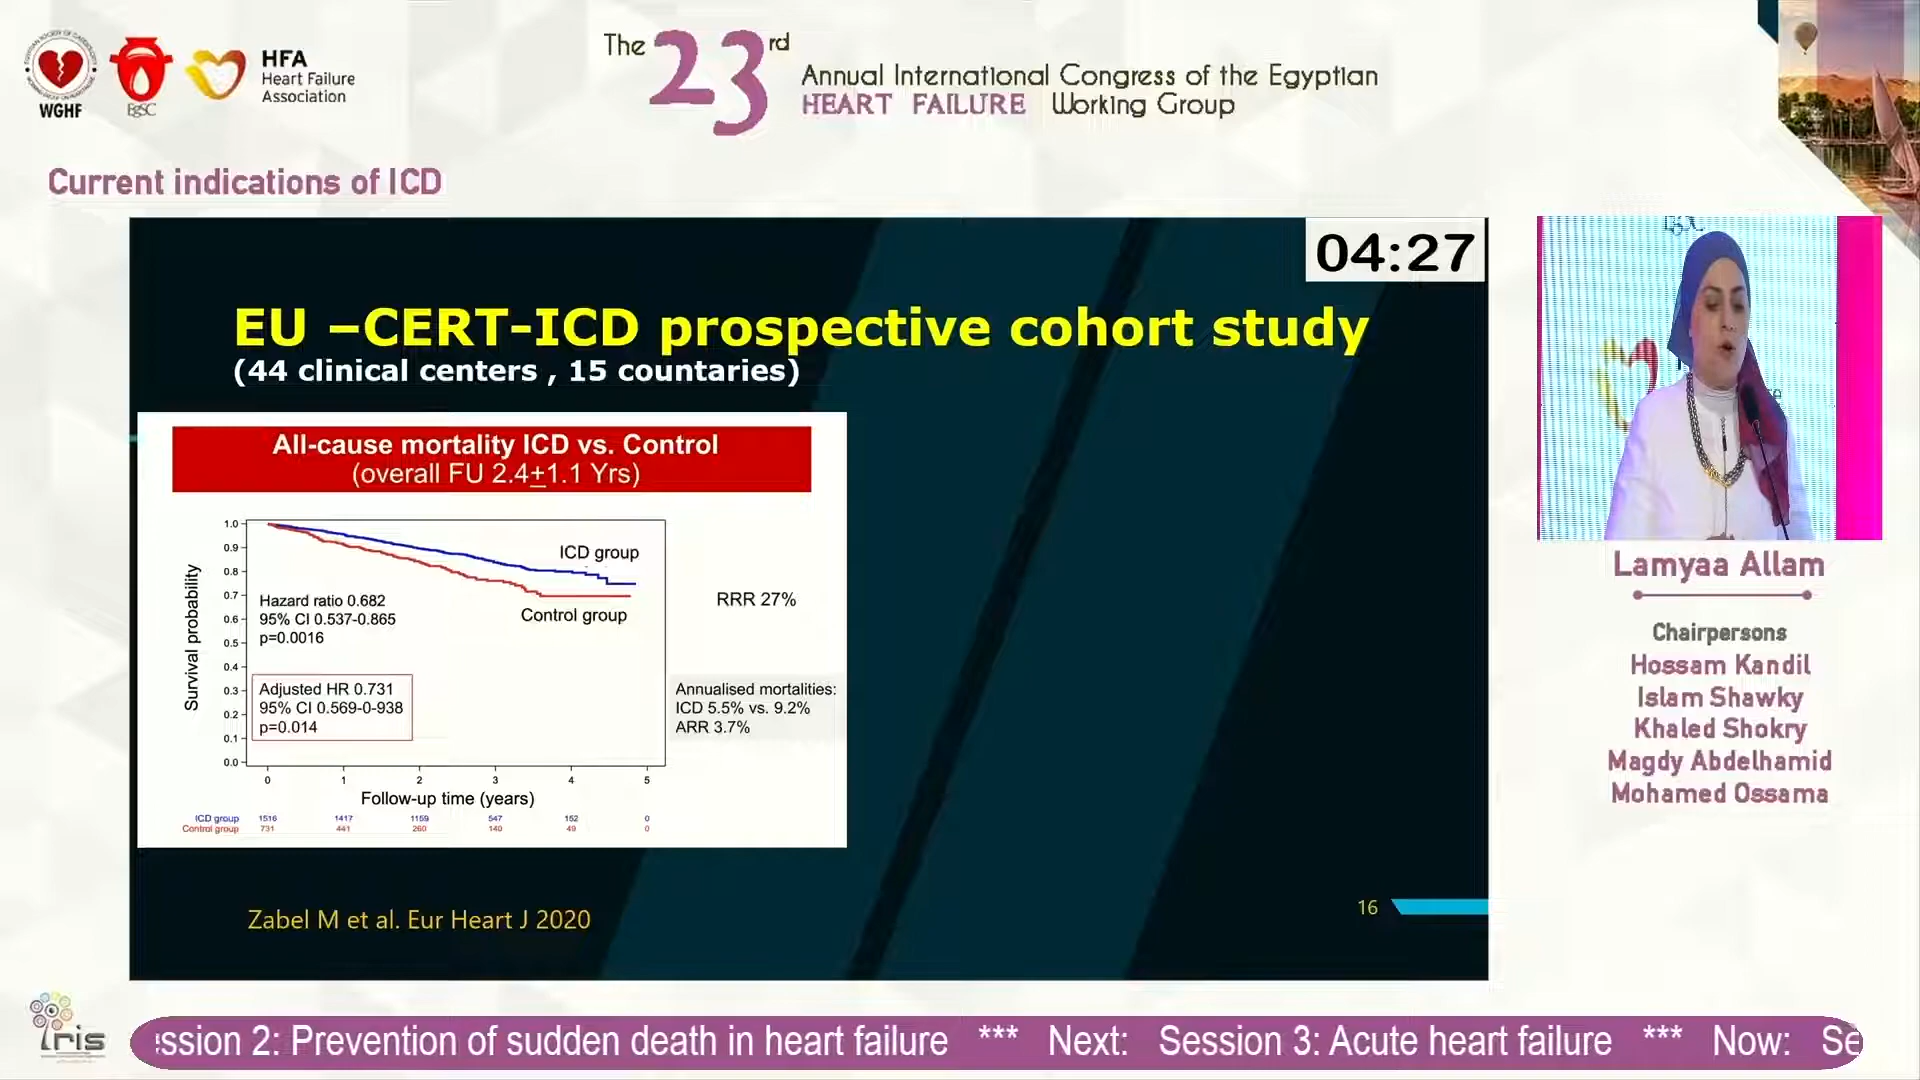 WGHF
EgSC
HFA
Heart Failure
Association
The 23rd
Annual International Congress of the Egyptian
HEART FAILURE Working Group
Current indications of ICD
04:27
EU –CERT-ICD prospective cohort study
(44 clinical centers , 15 countaries)
All-cause mortality ICD vs. Control
(overall FU 2.4+1.1 Yrs)
Survival probability
1.0
0.9
0.8
0.7
0.6
0.5
0.4
0.3
0.2
0.1
0.0
ICD group
Control group
Hazard ratio 0.682
95% CI 0.537-0.865
p=0.0016
Adjusted HR 0.731
95% CI 0.569-0-938
p=0.014
RRR 27%
Annualised mortalities:
ICD 5.5% vs. 9.2%
ARR 3.7%
0 1 2 3 4 5
Follow-up time (years)
ICD group 1516 1417 1159 547 152 0
Control group 731 441 260 140 49 0
Zabel M et al. Eur Heart J 2020
16
EgSC
Lamyaa Allam
Chairpersons
Hossam Kandil
Islam Shawky
Khaled Shokry
Magdy Abdelhamid
Mohamed Ossama
Iris
ssion 2: Prevention of sudden death in heart failure *** Next: Session 3: Acute heart failure *** Now: Se